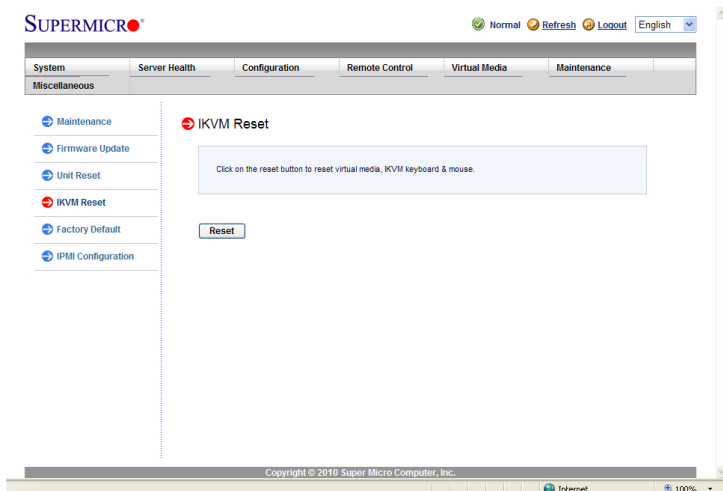 SUPERMICR®
Normal Refresh Logout English
System Server Health Configuration Remote Control Virtual Media Maintenance
Miscellaneous
Maintenance
Firmware Update
Unit Reset
IKVM Reset
Factory Default
IPMI Configuration
IKVM Reset
Click on the reset button to reset virtual media, IKVM keyboard & mouse.
Reset
Copyright © 2010 Super Micro Computer, Inc.
Internet 100%